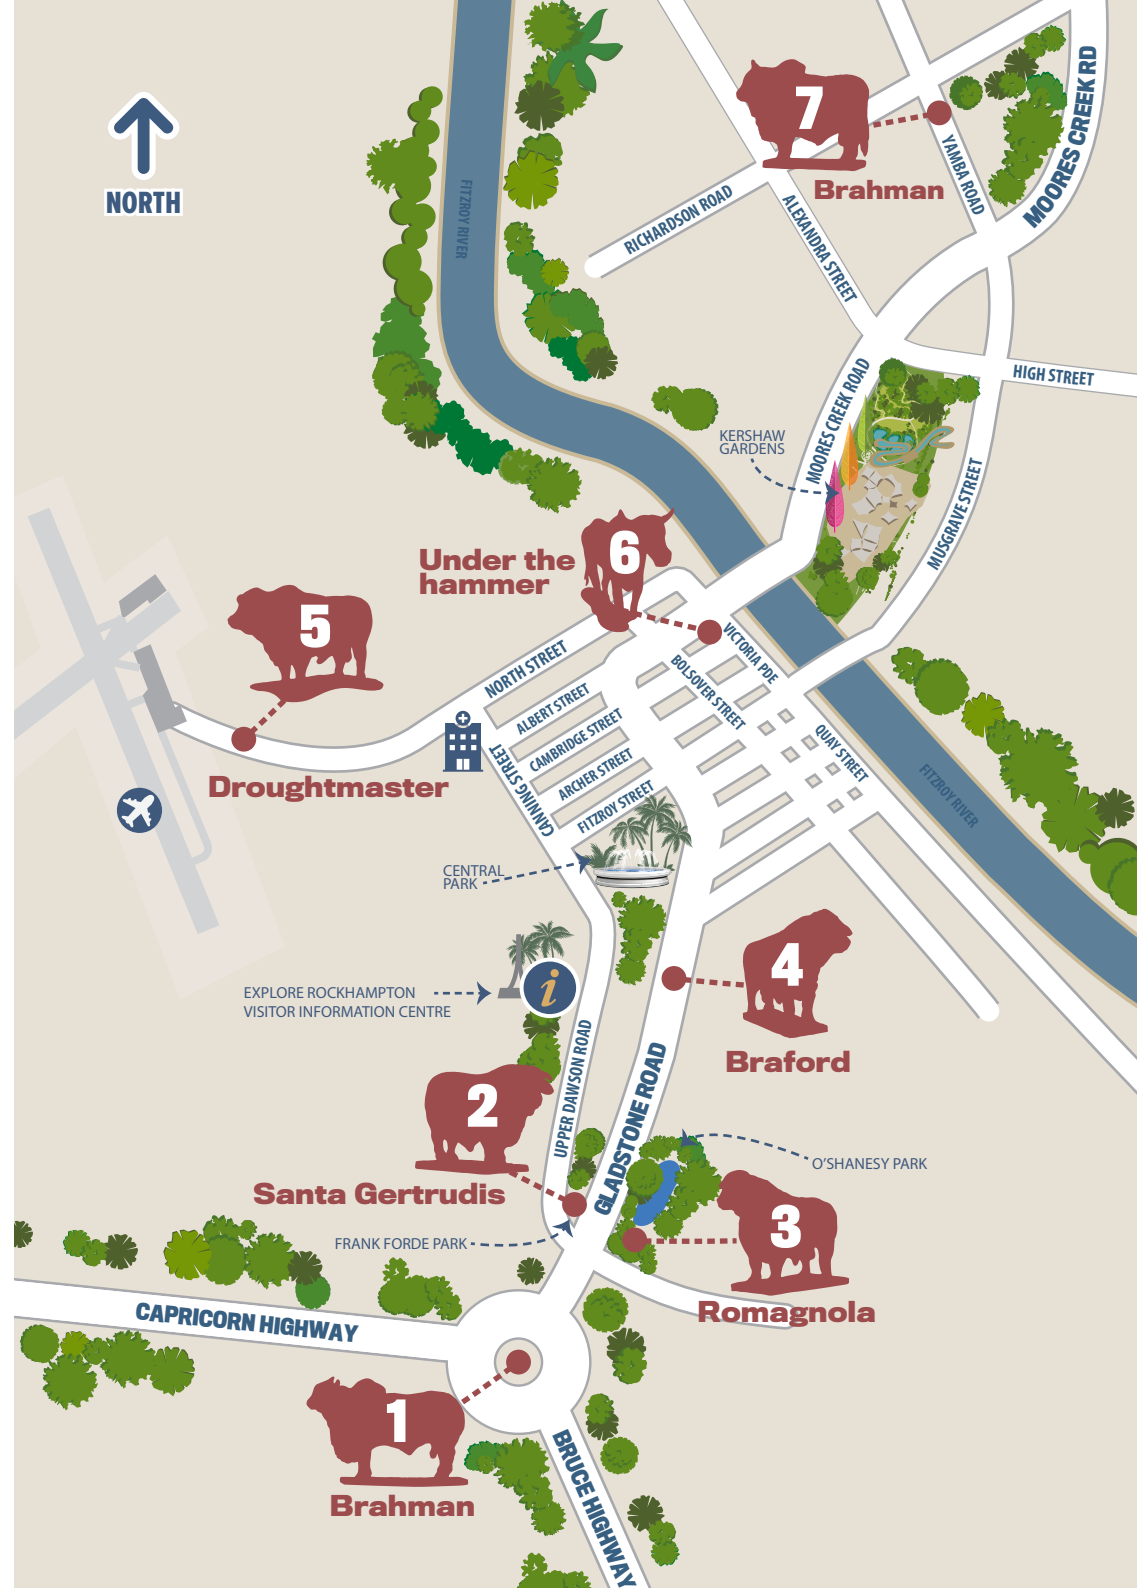 NORTH
FITZROY RIVER
7
Brahman
YAMBA ROAD
MOORES CREEK RD
RICHARDSON ROAD
ALEXANDRA STREET
HIGH STREET
MOORES CREEK ROAD
KERSHAW
GARDENS
MUSGRAVE STREET
6
Under the
hammer
5
Droughtmaster
NORTH STREET
ALBERT STREET
CAMBRIDGE STREET
ARCHER STREET
FITZROY STREET
CANNING STREET
VICTORIA PDE
BOLSOVER STREET
QUAY STREET
FITZROY RIVER
CENTRAL
PARK
EXPLORE ROCKHAMPTON
VISITOR INFORMATION CENTRE
i
4
Braford
UPPER DAWSON ROAD
GLADSTONE ROAD
2
Santa Gertrudis
O'SHANESY PARK
FRANK FORDE PARK
3
Romagnola
CAPRICORN HIGHWAY
1
Brahman
BRUCE HIGHWAY